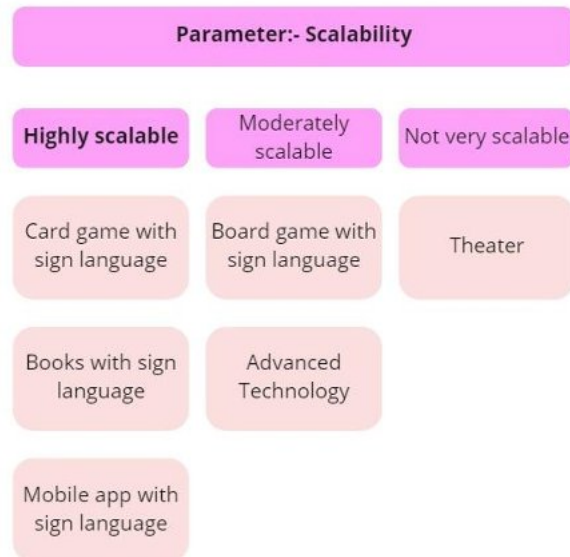 Parameter:- Scalability
Highly scalable
Moderately
scalable
Not very scalable
Card game with
sign language
Board game with
sign language
Theater
Books with sign
language
Advanced
Technology
Mobile app with
sign language